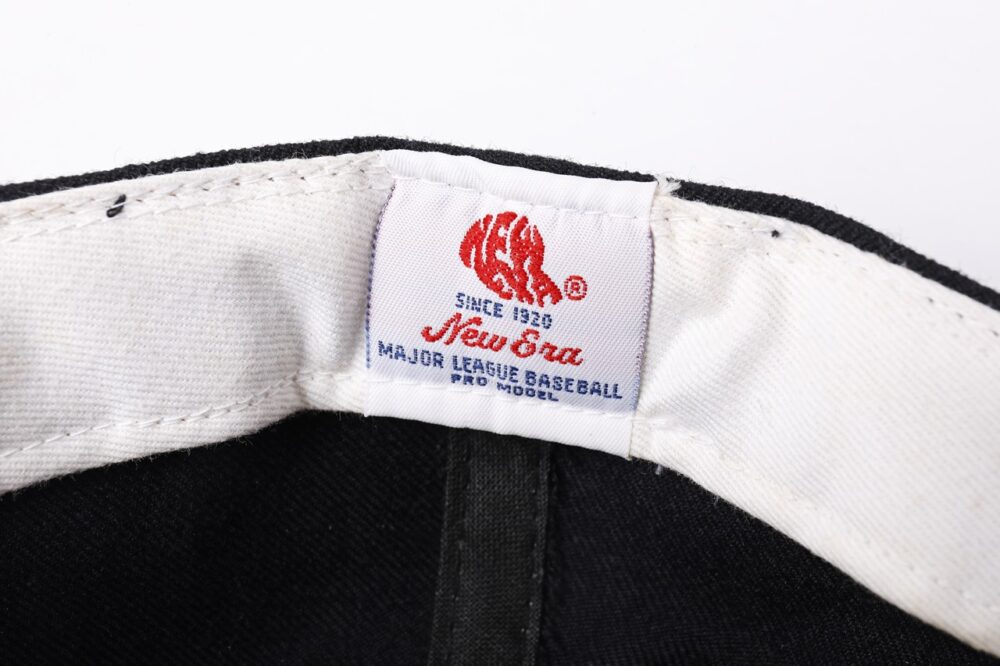 NEW
ERA
®
SINCE 1920
New Era
MAJOR LEAGUE BASEBALL
PRO MODEL